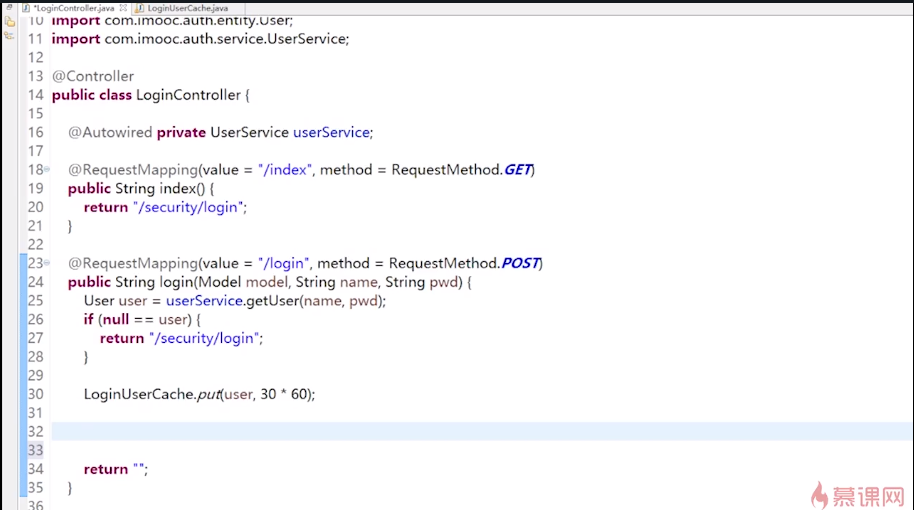 *LoginController.java LoginUserCache.java
10 import com.imooc.auth.entity.User;
11 import com.imooc.auth.service.UserService;
12
13 @Controller
14 public class LoginController {
15
16 @Autowired private UserService userService;
17
18 @RequestMapping(value = "/index", method = RequestMethod.GET)
19 public String index() {
20 return "/security/login";
21 }
22
23 @RequestMapping(value = "/login", method = RequestMethod.POST)
24 public String login(Model model, String name, String pwd) {
25 User user = userService.getUser(name, pwd);
26 if (null == user) {
27 return "/security/login";
28 }
29
30 LoginUserCache.put(user, 30 * 60);
31
32
33
34 return "";
35 }
36
慕课网